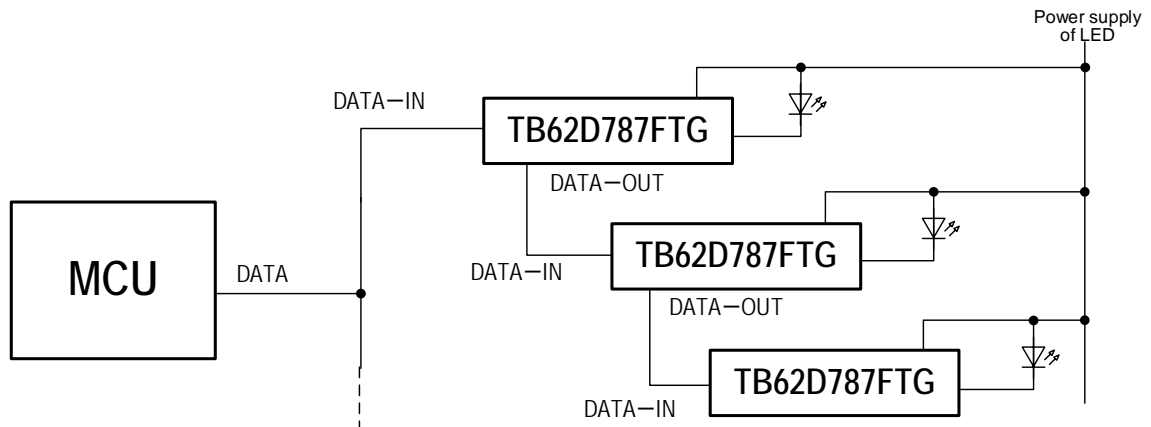 Power supply
of LED
DATA－IN
TB62D787FTG
DATA－OUT
MCU
DATA
DATA－IN
TB62D787FTG
DATA－OUT
TB62D787FTG
DATA－IN